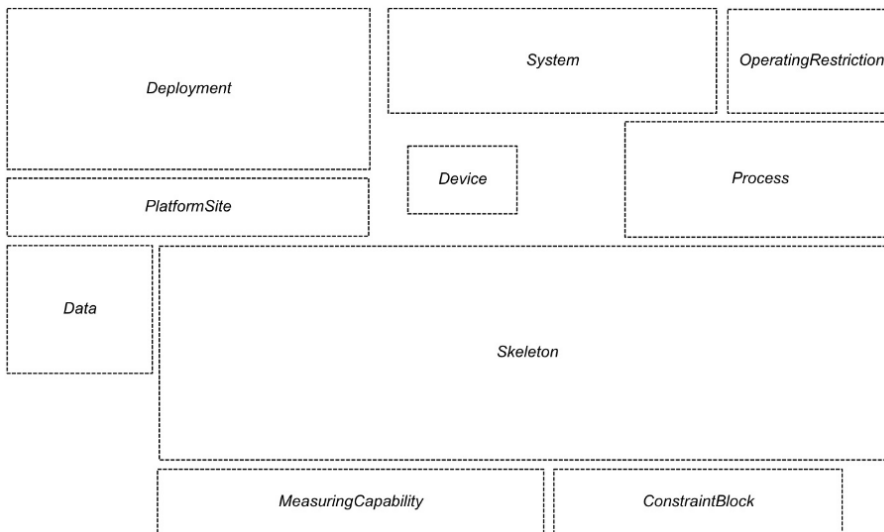 Deployment
System
OperatingRestriction
Device
Process
PlatformSite
Data
Skeleton
MeasuringCapability
ConstraintBlock